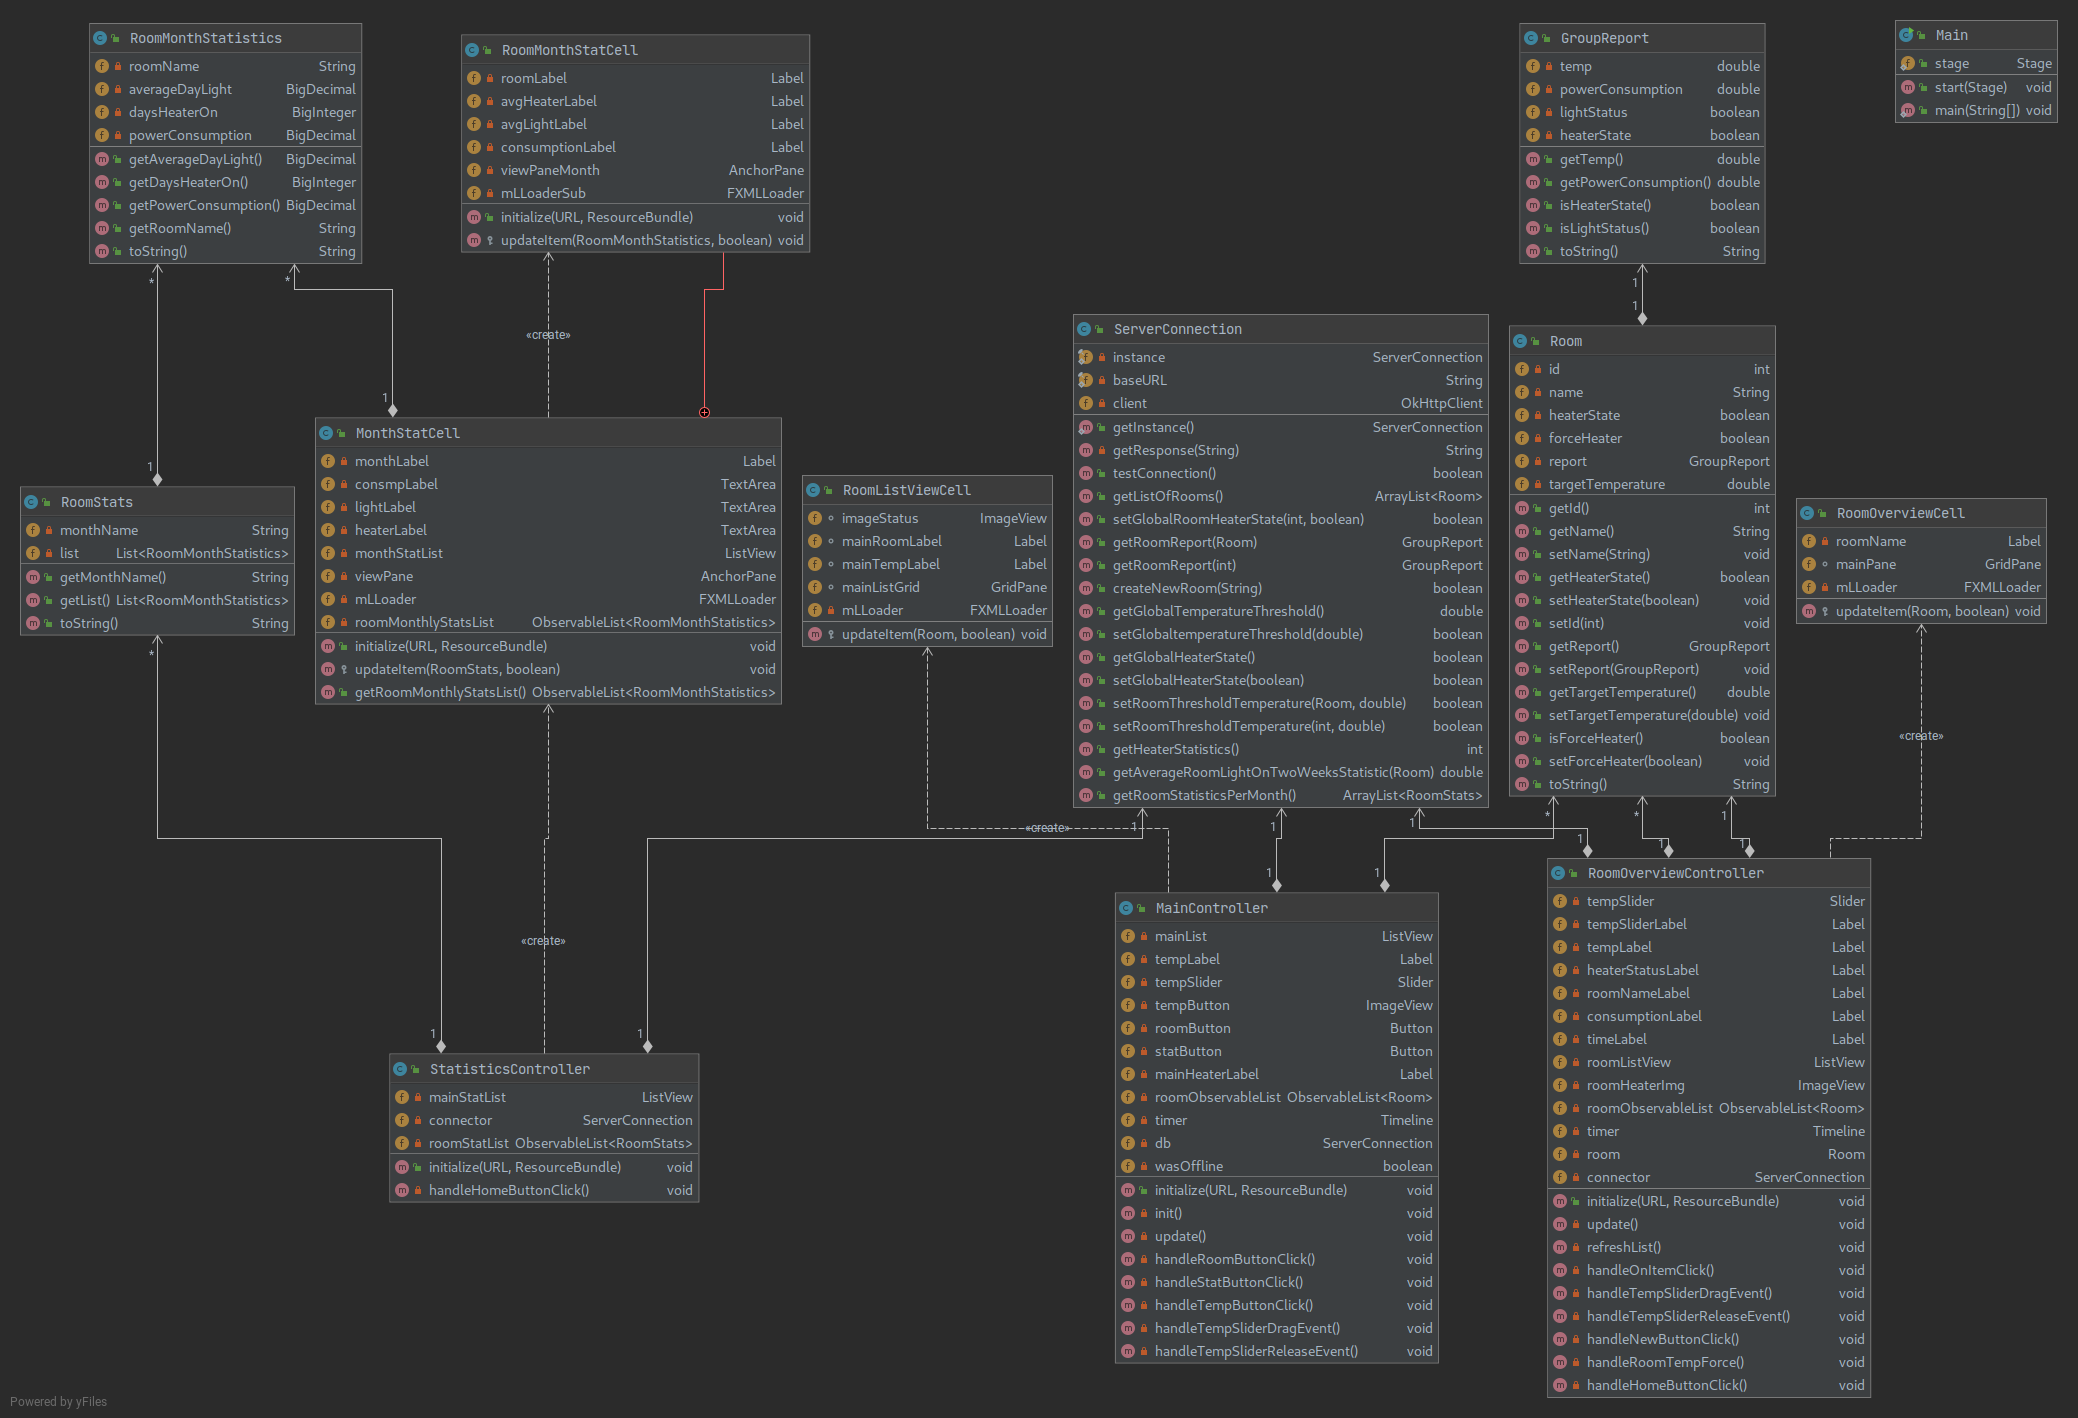 RoomMonthStatistics
roomName String
averageDayLight BigDecimal
daysHeaterOn BigInteger
powerConsumption BigDecimal
getAverageDayLight() BigDecimal
getDaysHeaterOn() BigInteger
getPowerConsumption() BigDecimal
getRoomName() String
toString() String
RoomMonthStatCell
roomLabel Label
avgHeaterLabel Label
avgLightLabel Label
consumptionLabel Label
viewPaneMonth AnchorPane
mLLoaderSub FXMLLoader
initialize(URL, ResourceBundle) void
updateItem(RoomMonthStatistics, boolean) void
GroupReport
temp double
powerConsumption double
lightStatus boolean
heaterState boolean
getTemp() double
getPowerConsumption() double
isHeaterState() boolean
isLightStatus() boolean
toString() String
Main
stage Stage
start(Stage) void
main(String[]) void
*
*
1
1
«create»
1
1
MonthStatCell
monthLabel Label
consmpLabel TextArea
lightLabel TextArea
heaterLabel TextArea
monthStatList ListView
viewPane AnchorPane
mLLoader FXMLLoader
roomMonthlyStatsList ObservableList<RoomMonthStatistics>
initialize(URL, ResourceBundle) void
updateItem(RoomStats, boolean) void
getRoomMonthlyStatsList() ObservableList<RoomMonthStatistics>
RoomStats
monthName String
list List<RoomMonthStatistics>
getMonthName() String
getList() List<RoomMonthStatistics>
toString() String
RoomListViewCell
imageStatus ImageView
mainRoomLabel Label
mainTempLabel Label
mainListGrid GridPane
mLLoader FXMLLoader
updateItem(Room, boolean) void
ServerConnection
instance ServerConnection
baseURL String
client OkHttpClient
getInstance() ServerConnection
getResponse(String) String
testConnection() boolean
getListOfRooms() ArrayList<Room>
setGlobalRoomHeaterState(int, boolean) boolean
getRoomReport(Room) GroupReport
getRoomReport(int) GroupReport
createNewRoom(String) boolean
getGlobalTemperatureThreshold() double
setGlobaltemperatureThreshold(double) boolean
getGlobalHeaterState() boolean
setGlobalHeaterState(boolean) boolean
setRoomThresholdTemperature(Room, double) boolean
setRoomThresholdTemperature(int, double) boolean
getHeaterStatistics() int
getAverageRoomLightOnTwoWeeksStatistic(Room) double
getRoomStatisticsPerMonth() ArrayList<RoomStats>
Room
id int
name String
heaterState boolean
forceHeater boolean
report GroupReport
targetTemperature double
getId() int
getName() String
setName(String) void
getHeaterState() boolean
setHeaterState(boolean) void
setId(int) void
getReport() GroupReport
setReport(GroupReport) void
getTargetTemperature() double
setTargetTemperature(double) void
isForceHeater() boolean
setForceHeater(boolean) void
toString() String
RoomOverviewCell
roomName Label
mainPane GridPane
mLLoader FXMLLoader
updateItem(Room, boolean) void
*
«create»
«create»
1
1
1
*
*
1
1
1
1
1
1
«create»
1
1
StatisticsController
mainStatList ListView
connector ServerConnection
roomStatList ObservableList<RoomStats>
initialize(URL, ResourceBundle) void
handleHomeButtonClick() void
MainController
mainList ListView
tempLabel Label
tempSlider Slider
tempButton ImageView
roomButton Button
statButton Button
mainHeaterLabel Label
roomObservableList ObservableList<Room>
timer Timeline
db ServerConnection
wasOffline boolean
initialize(URL, ResourceBundle) void
init() void
update() void
handleRoomButtonClick() void
handleStatButtonClick() void
handleTempButtonClick() void
handleTempSliderDragEvent() void
handleTempSliderReleaseEvent() void
RoomOverviewController
tempSlider Slider
tempSliderLabel Label
tempLabel Label
heaterStatusLabel Label
roomNameLabel Label
consumptionLabel Label
timeLabel Label
roomListView ListView
roomHeaterImg ImageView
roomObservableList ObservableList<Room>
timer Timeline
room Room
connector ServerConnection
initialize(URL, ResourceBundle) void
update() void
refreshList() void
handleOnItemClick() void
handleTempSliderDragEvent() void
handleTempSliderReleaseEvent() void
handleNewButtonClick() void
handleRoomTempForce() void
handleHomeButtonClick() void
Powered by yFiles